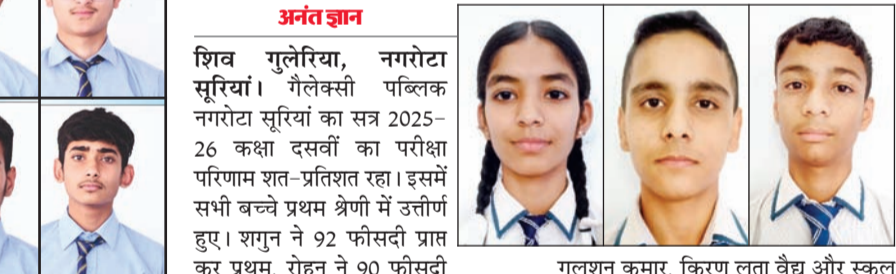 अनंत ज्ञान
शिव गुलेरिया, नगरोटा
सूरियां। गैलेक्सी पब्लिक
नगरोटा सूरियां का सत्र 2025-
26 कक्षा दसवीं का परीक्षा
परिणाम शत-प्रतिशत रहा। इसमें
सभी बच्चे प्रथम श्रेणी में उत्तीर्ण
हुए। शगुन ने 92 फीसदी प्राप्त
कर प्रथम, रोहन ने 90 फीसदी
गुलशन कुमार, किरण लता वैद्य और स्कूल